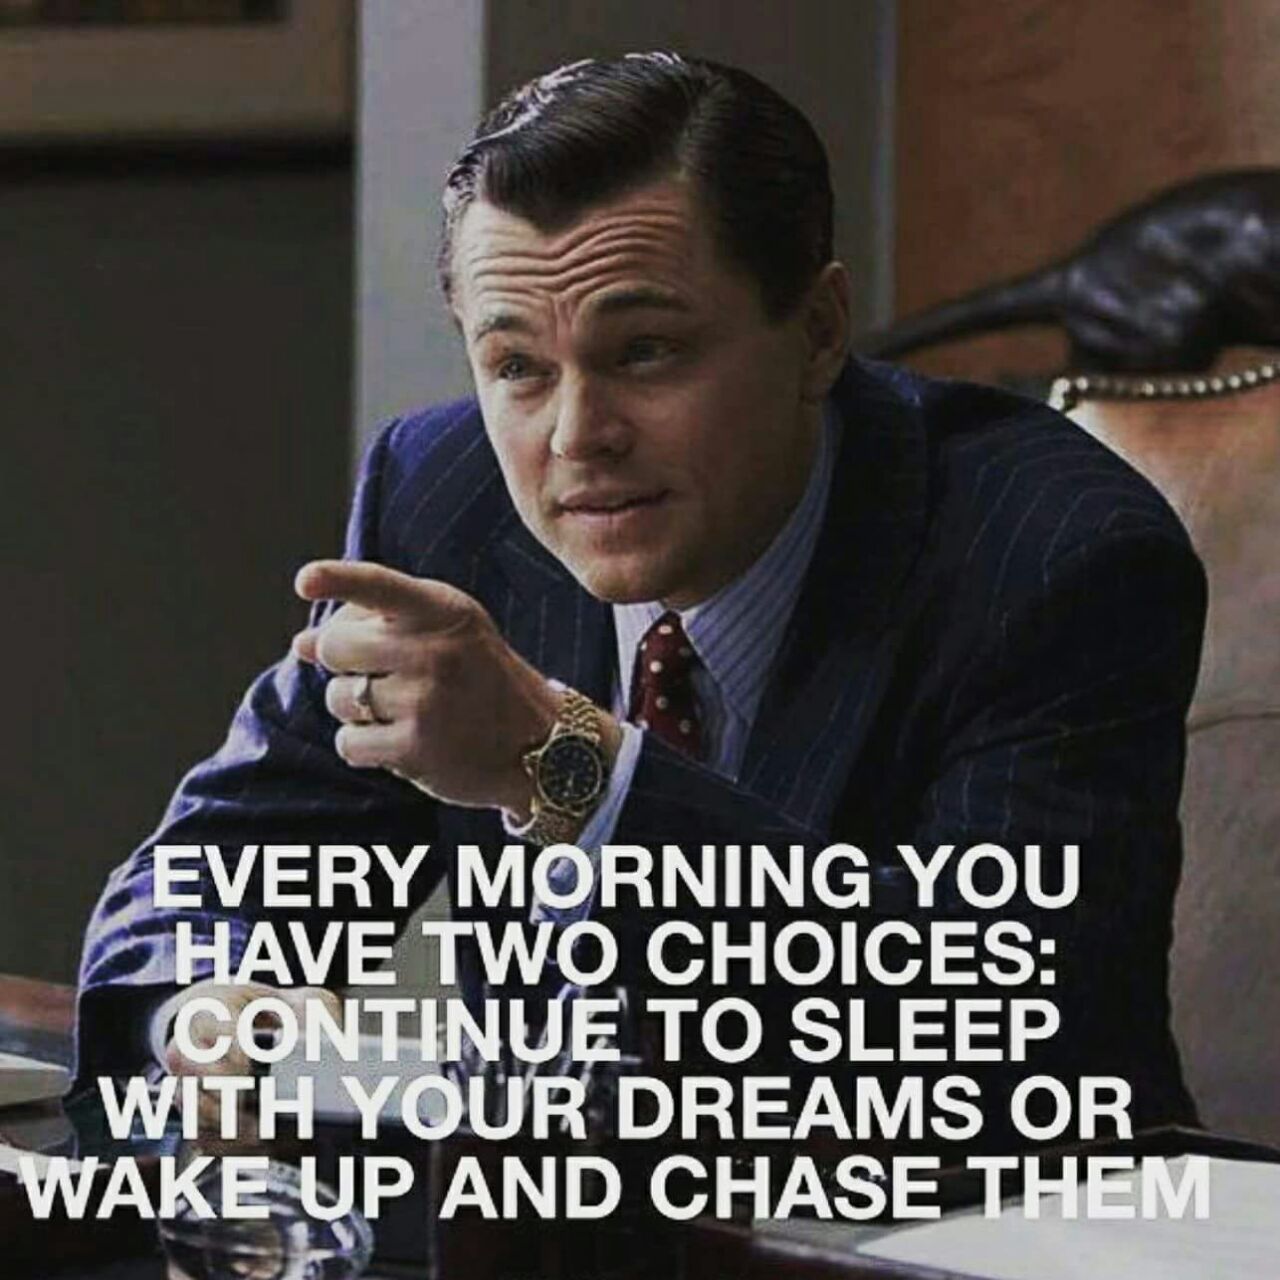 EVERY MORNING YOU
HAVE TWO CHOICES:
CONTINUE TO SLEEP
WITH YOUR DREAMS OR
WAKE UP AND CHASE THEM